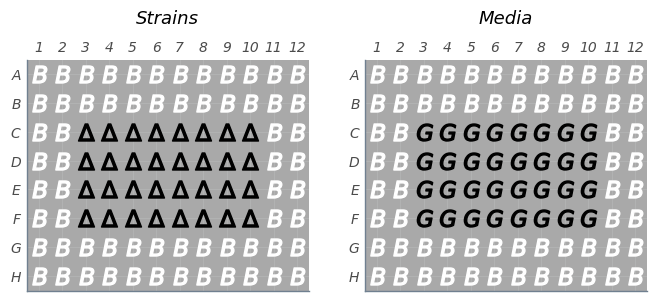 Strains Media
1 2 3 4 5 6 7 8 9 10 11 12 1 2 3 4 5 6 7 8 9 10 11 12
A B B B B B B B B B B B B A B B B B B B B B B B B B
B B B B B B B B B B B B B B B B B B B B B B B B B B
C B B Δ Δ Δ Δ Δ Δ Δ Δ B B C B B G G G G G G G G B B
D B B Δ Δ Δ Δ Δ Δ Δ Δ B B D B B G G G G G G G G B B
E B B Δ Δ Δ Δ Δ Δ Δ Δ B B E B B G G G G G G G G B B
F B B Δ Δ Δ Δ Δ Δ Δ Δ B B F B B G G G G G G G G B B
G B B B B B B B B B B B B G B B B B B B B B B B B B
H B B B B B B B B B B B B H B B B B B B B B B B B B